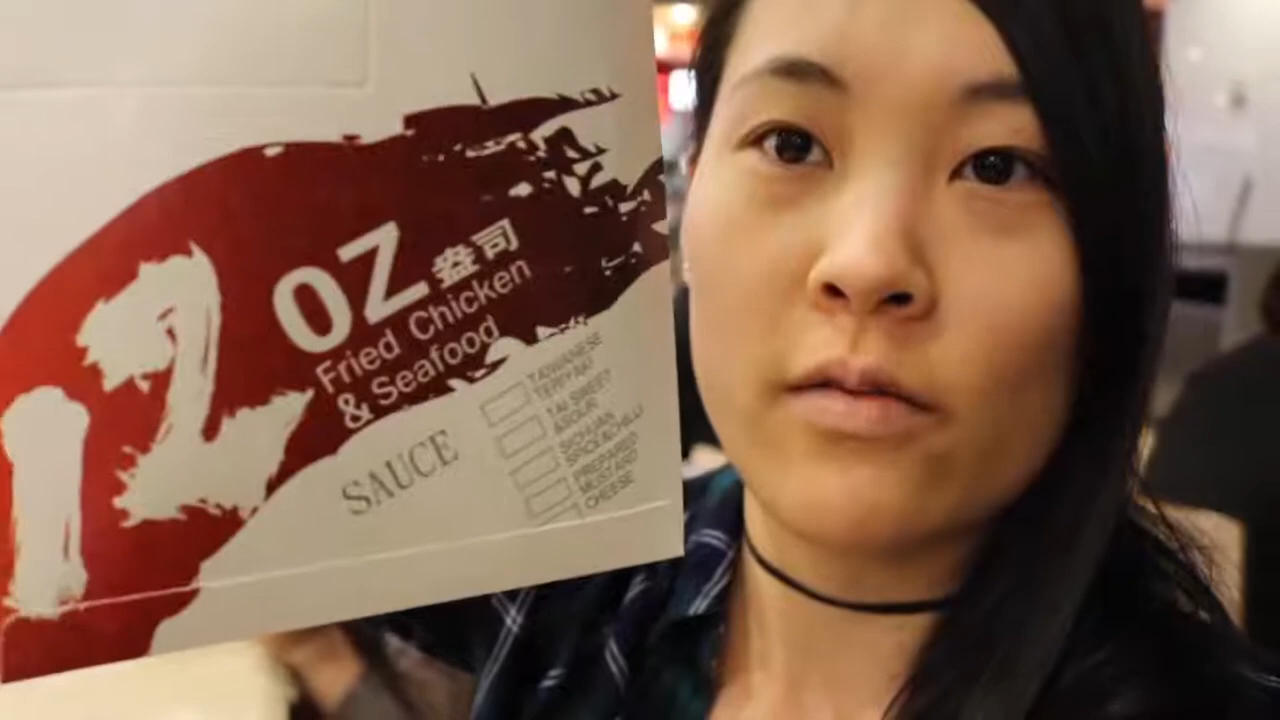 12
OZ 盎司
Fried Chicken
& Seafood
SAUCE
TAIWANESE
TERIYAKI
TAI SWEET
&SOUR
SICHUAN
SPICE&CHILLI
PREPARED
MUSTARD
CHEESE